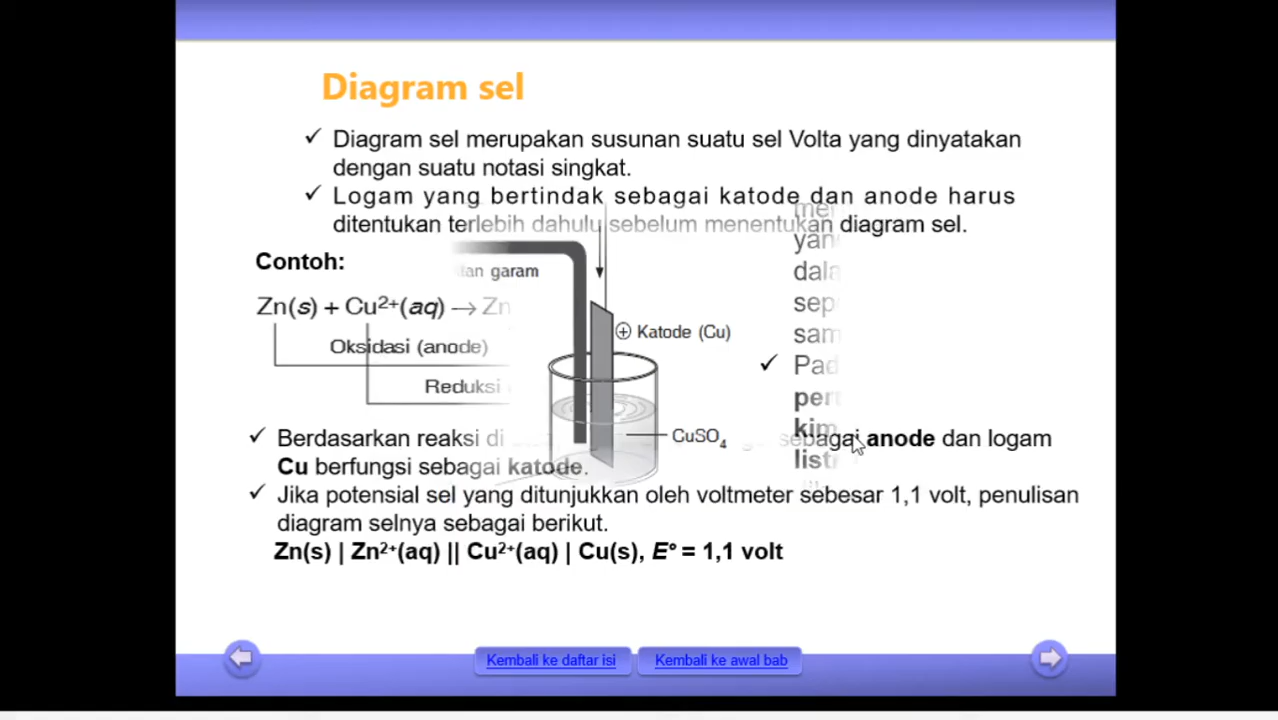 Diagram sel
✓ Diagram sel merupakan susunan suatu sel Volta yang dinyatakan
dengan suatu notasi singkat.
✓ Logam yang bertindak sebagai katode dan anode harus
ditentukan terlebih dahulu sebelum menentukan diagram sel.
Contoh:
garam
Zn(s) + Cu²⁺(aq) → Zn
Oksidasi (anode)
Reduksi
⊕ Katode (Cu)
CuSO₄
✓ Berdasarkan reaksi di sebagai anode dan logam
Cu berfungsi sebagai katode.
✓ Jika potensial sel yang ditunjukkan oleh voltmeter sebesar 1,1 volt, penulisan
diagram selnya sebagai berikut.
Zn(s) | Zn²⁺(aq) || Cu²⁺(aq) | Cu(s), E° = 1,1 volt
Kembali ke daftar isi
Kembali ke awal bab